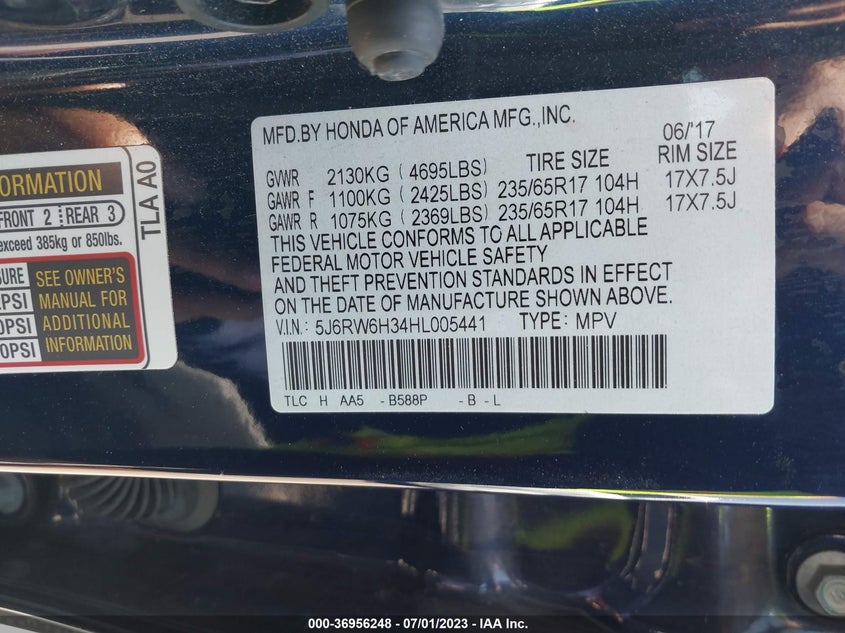 MFD.BY HONDA OF AMERICA MFG.,INC. 06/'17
GVWR 2130KG ( 4695LBS) TIRE SIZE RIM SIZE
GAWR F 1100KG ( 2425LBS) 235/65R17 104H 17X7.5J
GAWR R 1075KG ( 2369LBS) 235/65R17 104H 17X7.5J
THIS VEHICLE CONFORMS TO ALL APPLICABLE
FEDERAL MOTOR VEHICLE SAFETY
AND THEFT PREVENTION STANDARDS IN EFFECT
ON THE DATE OF MANUFACTURE SHOWN ABOVE.
V.I.N: 5J6RW6H34HL005441 TYPE: MPV
TLC H AA5 -B588P -B -L
ORMATION
FRONT 2 REAR 3
exceed 385kg or 850lbs.
TLA A0
SURE
PSI
0PSI
0PSI
SEE OWNER'S
MANUAL FOR
ADDITIONAL
INFORMATION
000-36956248 - 07/01/2023 - IAA Inc.